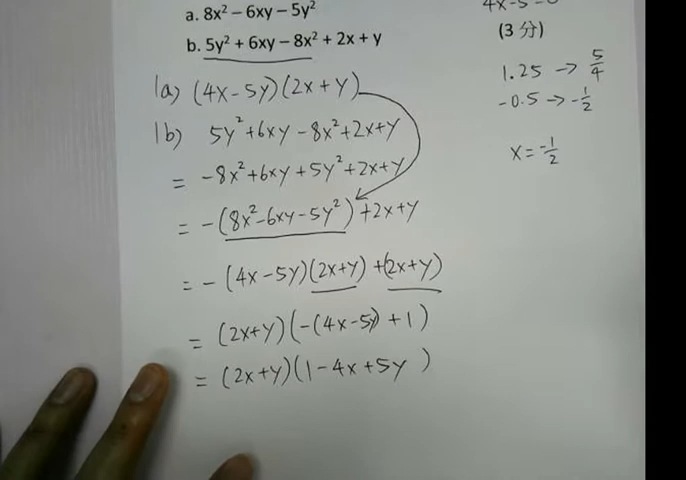 a. 8x² – 6xy – 5y²
b. 5y² + 6xy – 8x² + 2x + y
(3 分)
1a) (4x-5y)(2x+y)
1b) 5y²+6xy-8x²+2x+y
= -8x²+6xy+5y²+2x+y
= -(8x²-6xy-5y²)+2x+y
= -(4x-5y)(2x+y)+(2x+y)
= (2x+y)(-(4x-5y)+1)
= (2x+y)(1-4x+5y)
1.25 → 5/4
-0.5 → -1/2
x = -1/2